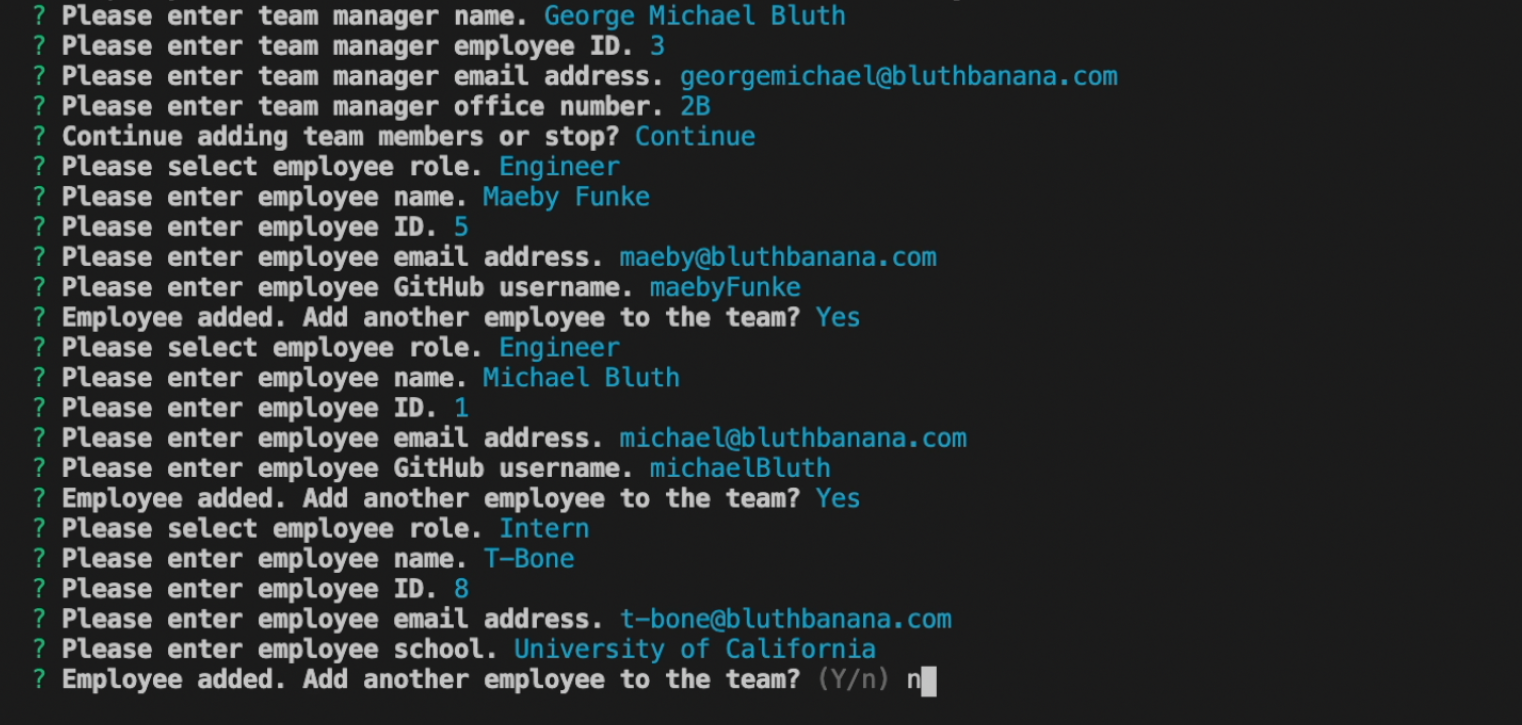 ? Please enter team manager name. George Michael Bluth
? Please enter team manager employee ID. 3
? Please enter team manager email address. georgemichael@bluthbanana.com
? Please enter team manager office number. 2B
? Continue adding team members or stop? Continue
? Please select employee role. Engineer
? Please enter employee name. Maeby Funke
? Please enter employee ID. 5
? Please enter employee email address. maeby@bluthbanana.com
? Please enter employee GitHub username. maebyFunke
? Employee added. Add another employee to the team? Yes
? Please select employee role. Engineer
? Please enter employee name. Michael Bluth
? Please enter employee ID. 1
? Please enter employee email address. michael@bluthbanana.com
? Please enter employee GitHub username. michaelBluth
? Employee added. Add another employee to the team? Yes
? Please select employee role. Intern
? Please enter employee name. T-Bone
? Please enter employee ID. 8
? Please enter employee email address. t-bone@bluthbanana.com
? Please enter employee school. University of California
? Employee added. Add another employee to the team? (Y/n) n